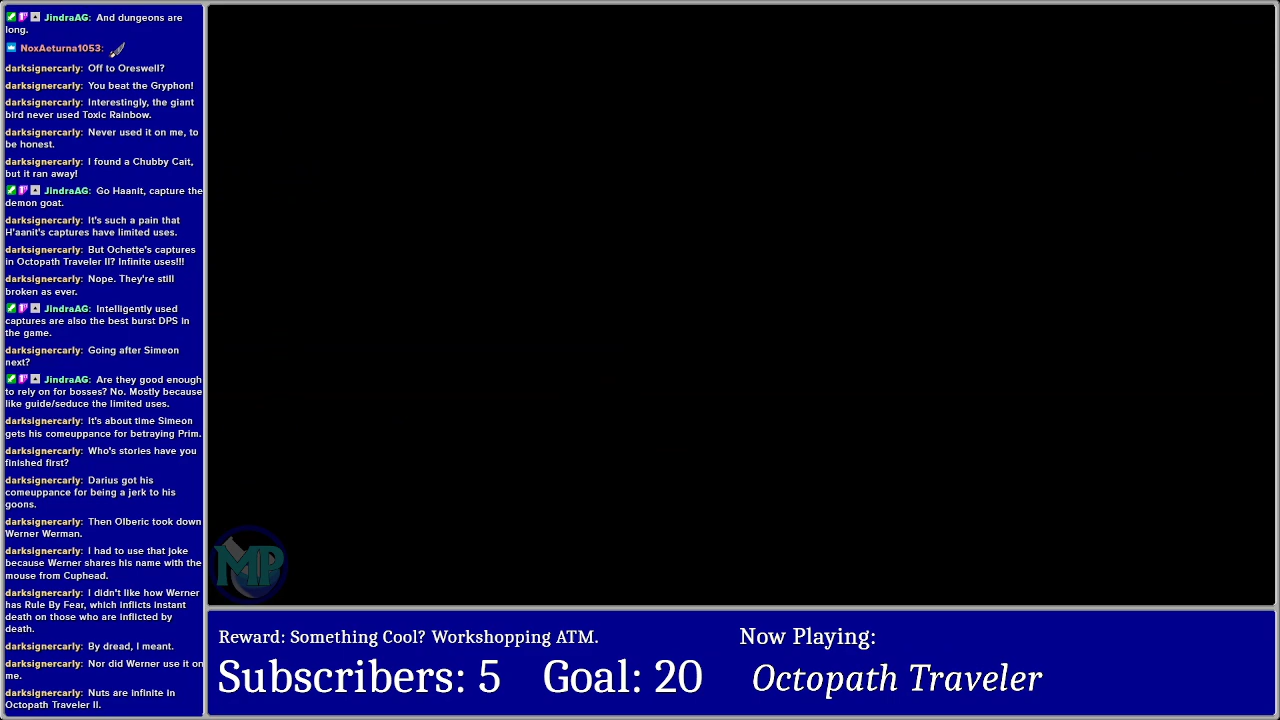 JindraAG: And dungeons are
long.
NoxAeturna1053:
darksignercarly: Off to Oreswell?
darksignercarly: You beat the Gryphon!
darksignercarly: Interestingly, the giant
bird never used Toxic Rainbow.
darksignercarly: Never used it on me, to
be honest.
darksignercarly: I found a Chubby Cait,
but it ran away!
JindraAG: Go Haanit, capture the
demon goat.
darksignercarly: It's such a pain that
H'aanit's captures have limited uses.
darksignercarly: But Ochette's captures
in Octopath Traveler II? Infinite uses!!!
darksignercarly: Nope. They're still
broken as ever.
JindraAG: Intelligently used
captures are also the best burst DPS in
the game.
darksignercarly: Going after Simeon
next?
JindraAG: Are they good enough
to rely on for bosses? No. Mostly because
like guide/seduce the limited uses.
darksignercarly: It's about time Simeon
gets his comeuppance for betraying Prim.
darksignercarly: Who's stories have you
finished first?
darksignercarly: Darius got his
comeuppance for being a jerk to his
goons.
darksignercarly: Then Olberic took down
Werner Werman.
darksignercarly: I had to use that joke
because Werner shares his name with the
mouse from Cuphead.
darksignercarly: I didn't like how Werner
has Rule By Fear, which inflicts instant
death on those who are inflicted by
death.
darksignercarly: By dread, I meant.
darksignercarly: Nor did Werner use it on
me.
darksignercarly: Nuts are infinite in
Octopath Traveler II.
MP
Reward: Something Cool? Workshopping ATM.
Subscribers: 5 Goal: 20
Now Playing:
Octopath Traveler